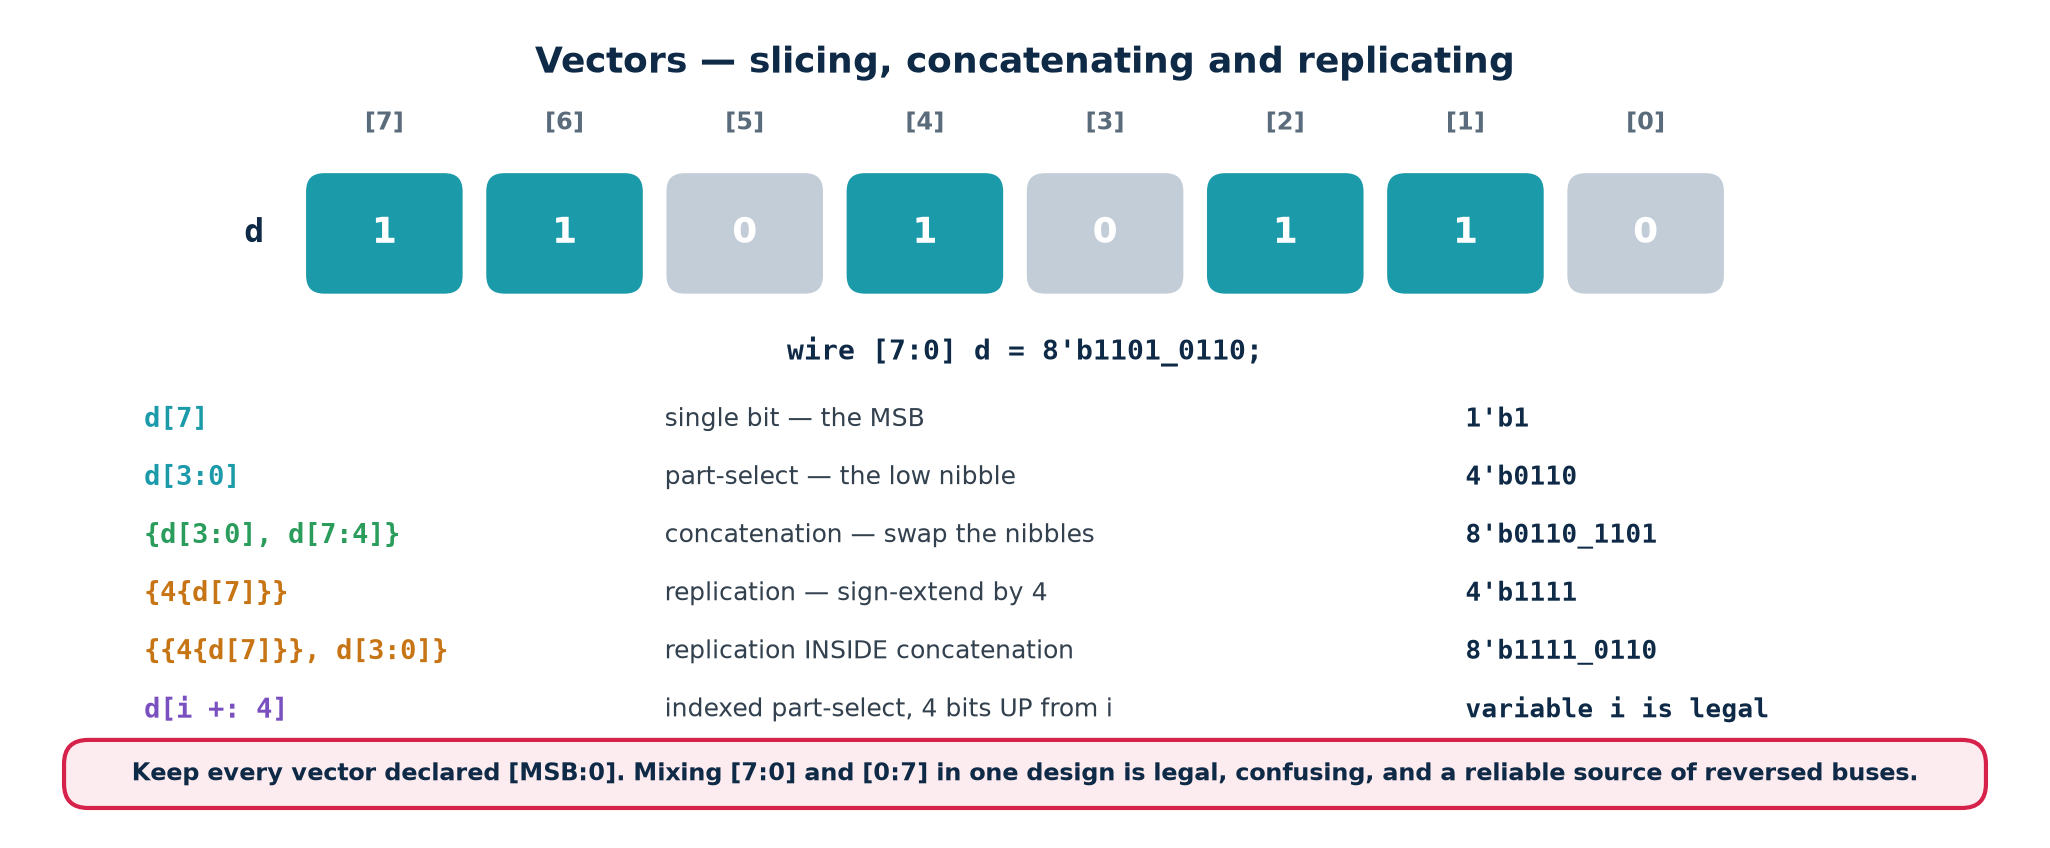 Vectors — slicing, concatenating and replicating
[7] [6] [5] [4] [3] [2] [1] [0]
d 1 1 0 1 0 1 1 0
wire [7:0] d = 8'b1101_0110;
d[7] single bit — the MSB 1'b1
d[3:0] part-select — the low nibble 4'b0110
{d[3:0], d[7:4]} concatenation — swap the nibbles 8'b0110_1101
{4{d[7]}} replication — sign-extend by 4 4'b1111
{{4{d[7]}}, d[3:0]} replication INSIDE concatenation 8'b1111_0110
d[i +: 4] indexed part-select, 4 bits UP from i variable i is legal
Keep every vector declared [MSB:0]. Mixing [7:0] and [0:7] in one design is legal, confusing, and a reliable source of reversed buses.